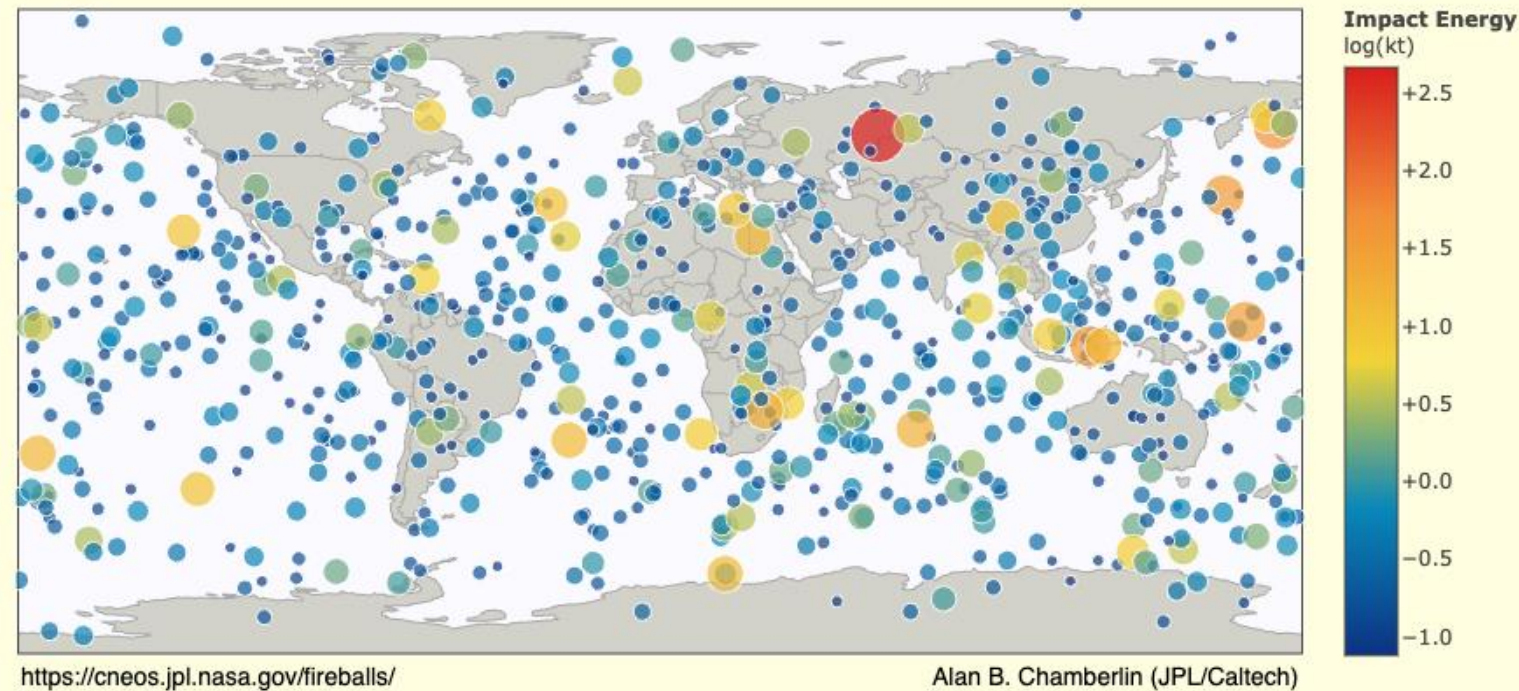 Impact Energy
log(kt)
+2.5
+2.0
+1.5
+1.0
+0.5
+0.0
−0.5
−1.0
https://cneos.jpl.nasa.gov/fireballs/
Alan B. Chamberlin (JPL/Caltech)